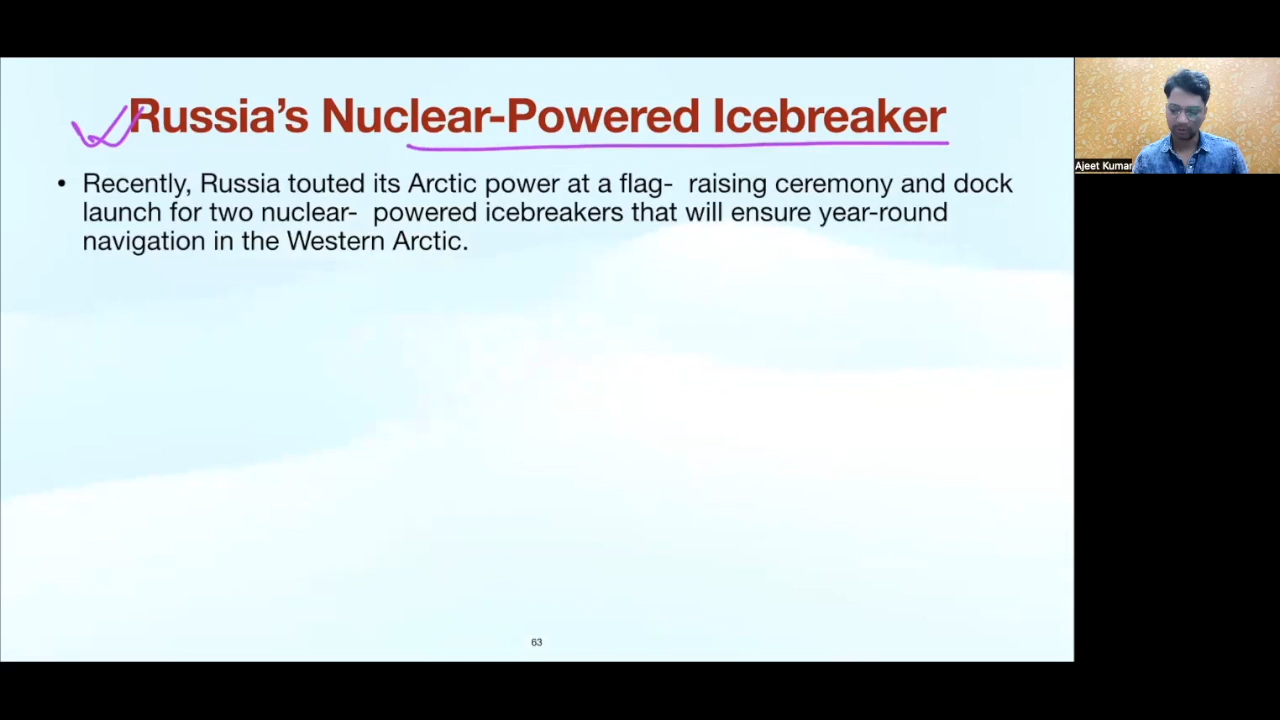 Russia's Nuclear-Powered Icebreaker
• Recently, Russia touted its Arctic power at a flag-  raising ceremony and dock
launch for two nuclear-  powered icebreakers that will ensure year-round
navigation in the Western Arctic.
63
Ajeet Kumar